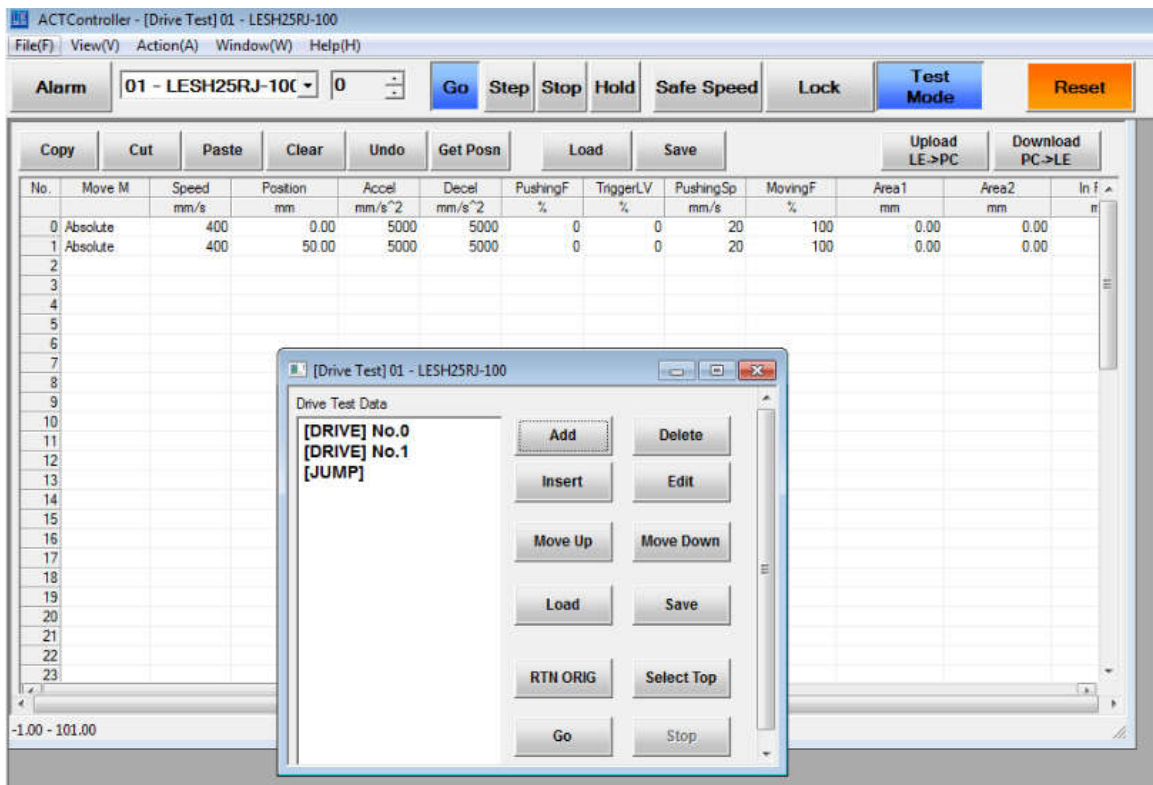 ACTController - [Drive Test] 01 - LESH25RJ-100
File(F) View(V) Action(A) Window(W) Help(H)
Alarm 01 - LESH25RJ-10( 0 Go Step Stop Hold Safe Speed Lock Test Mode Reset
Copy Cut Paste Clear Undo Get Posn Load Save Upload LE->PC Download PC->LE
No. Move M Speed Position Accel Decel PushingF TriggerLV PushingSp MovingF Area1 Area2 In
mm/s mm mm/s^2 mm/s^2 % % mm/s % mm mm
0 Absolute 400 0.00 5000 5000 0 0 20 100 0.00 0.00
1 Absolute 400 50.00 5000 5000 0 0 20 100 0.00 0.00
2
3
4
5
6
7
8
9
10
11
12
13
14
15
16
17
18
19
20
21
22
23
-1.00 - 101.00
[Drive Test] 01 - LESH25RJ-100
Drive Test Data
[DRIVE] No.0
[DRIVE] No.1
[JUMP]
Add Delete
Insert Edit
Move Up Move Down
Load Save
RTN ORIG Select Top
Go Stop